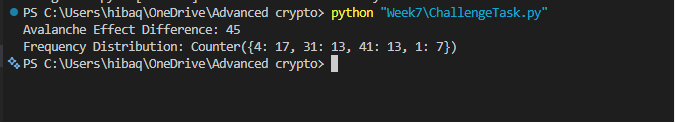 PS C:\Users\hibaq\OneDrive\Advanced crypto> python "Week7\ChallengeTask.py"
Avalanche Effect Difference: 45
Frequency Distribution: Counter({4: 17, 31: 13, 41: 13, 1: 7})
PS C:\Users\hibaq\OneDrive\Advanced crypto>